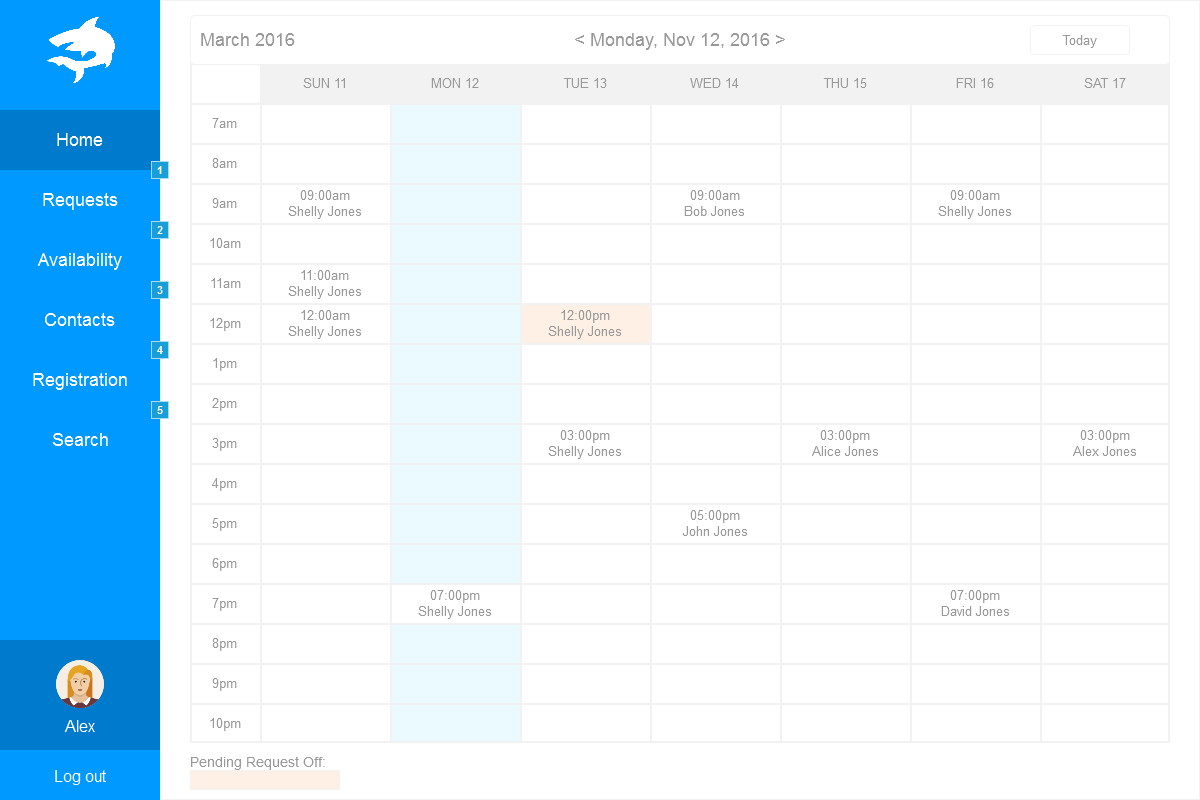 Home
1
Requests
2
Availability
3
Contacts
4
Registration
5
Search
Alex
Log out
March 2016
< Monday, Nov 12, 2016 >
Today
SUN 11 MON 12 TUE 13 WED 14 THU 15 FRI 16 SAT 17
7am
8am
9am
09:00am
Shelly Jones
09:00am
Bob Jones
09:00am
Shelly Jones
10am
11am
11:00am
Shelly Jones
12pm
12:00am
Shelly Jones
12:00pm
Shelly Jones
1pm
2pm
3pm
03:00pm
Shelly Jones
03:00pm
Alice Jones
03:00pm
Alex Jones
4pm
5pm
05:00pm
John Jones
6pm
7pm
07:00pm
Shelly Jones
07:00pm
David Jones
8pm
9pm
10pm
Pending Request Off: